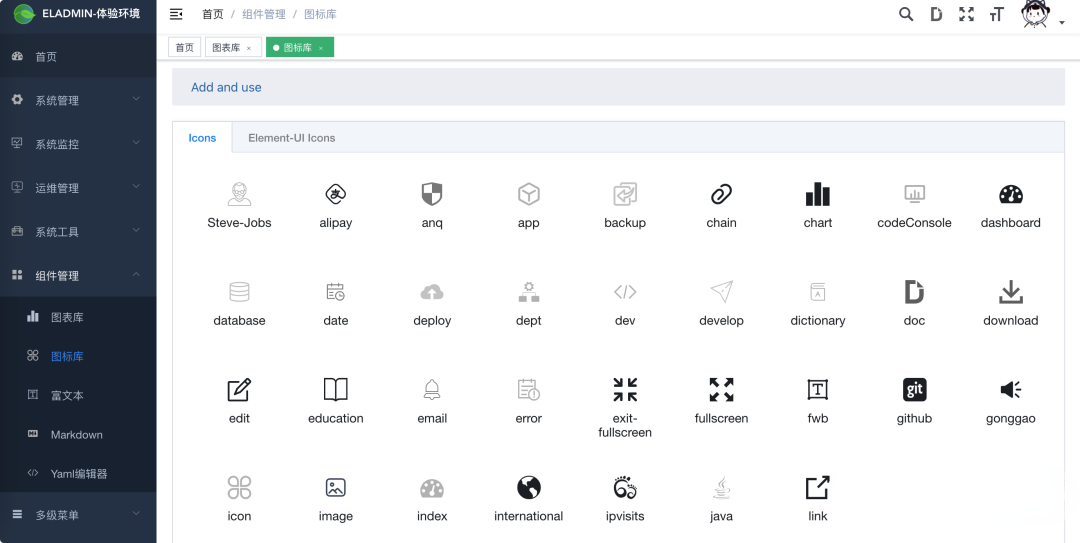 ELADMIN-体验环境
首页 / 组件管理 / 图标库
首页
图表库 ×
图标库 ×
首页
系统管理
系统监控
运维管理
系统工具
组件管理
图表库
图标库
富文本
Markdown
Yaml编辑器
多级菜单
Add and use
Icons Element-UI Icons
Steve-Jobs alipay anq app backup chain chart codeConsole dashboard
database date deploy dept dev develop dictionary doc download
edit education email error exit-fullscreen fullscreen fwb github gonggao
icon image index international ipvisits java link